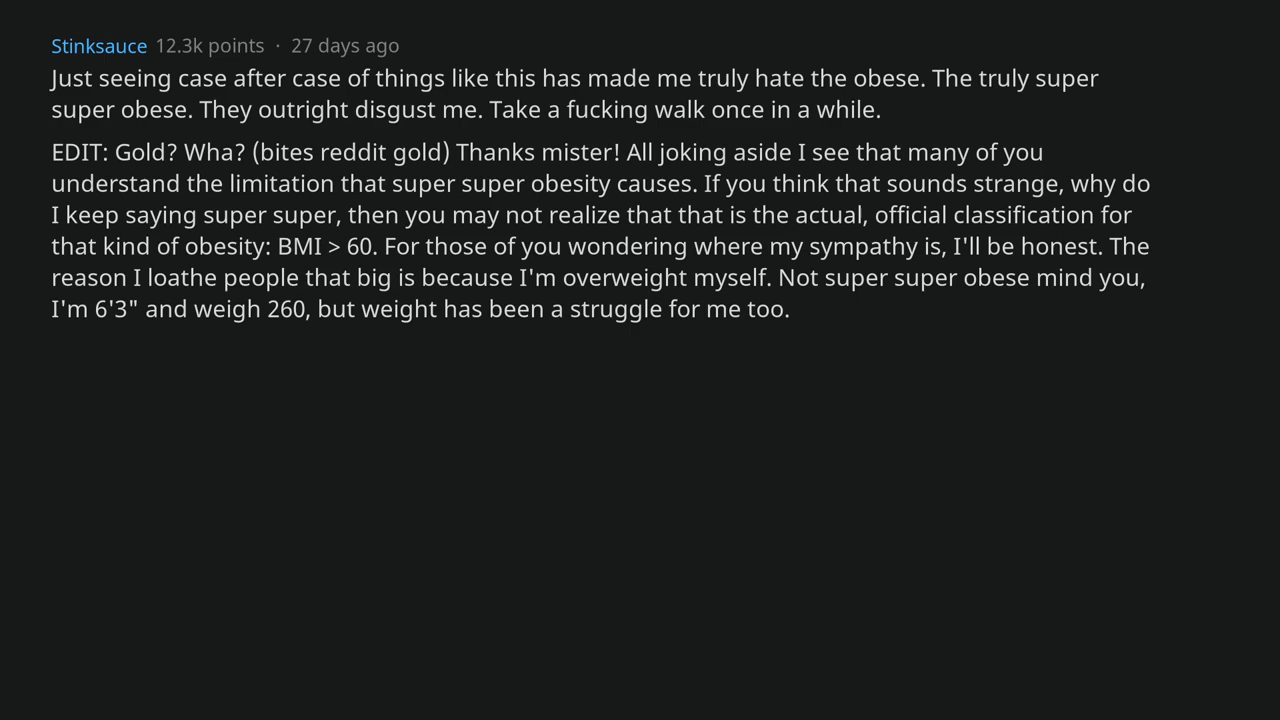 Stinksauce 12.3k points · 27 days ago
Just seeing case after case of things like this has made me truly hate the obese. The truly super
super obese. They outright disgust me. Take a fucking walk once in a while.
EDIT: Gold? Wha? (bites reddit gold) Thanks mister! All joking aside I see that many of you
understand the limitation that super super obesity causes. If you think that sounds strange, why do
I keep saying super super, then you may not realize that that is the actual, official classification for
that kind of obesity: BMI > 60. For those of you wondering where my sympathy is, I'll be honest. The
reason I loathe people that big is because I'm overweight myself. Not super super obese mind you,
I'm 6'3" and weigh 260, but weight has been a struggle for me too.